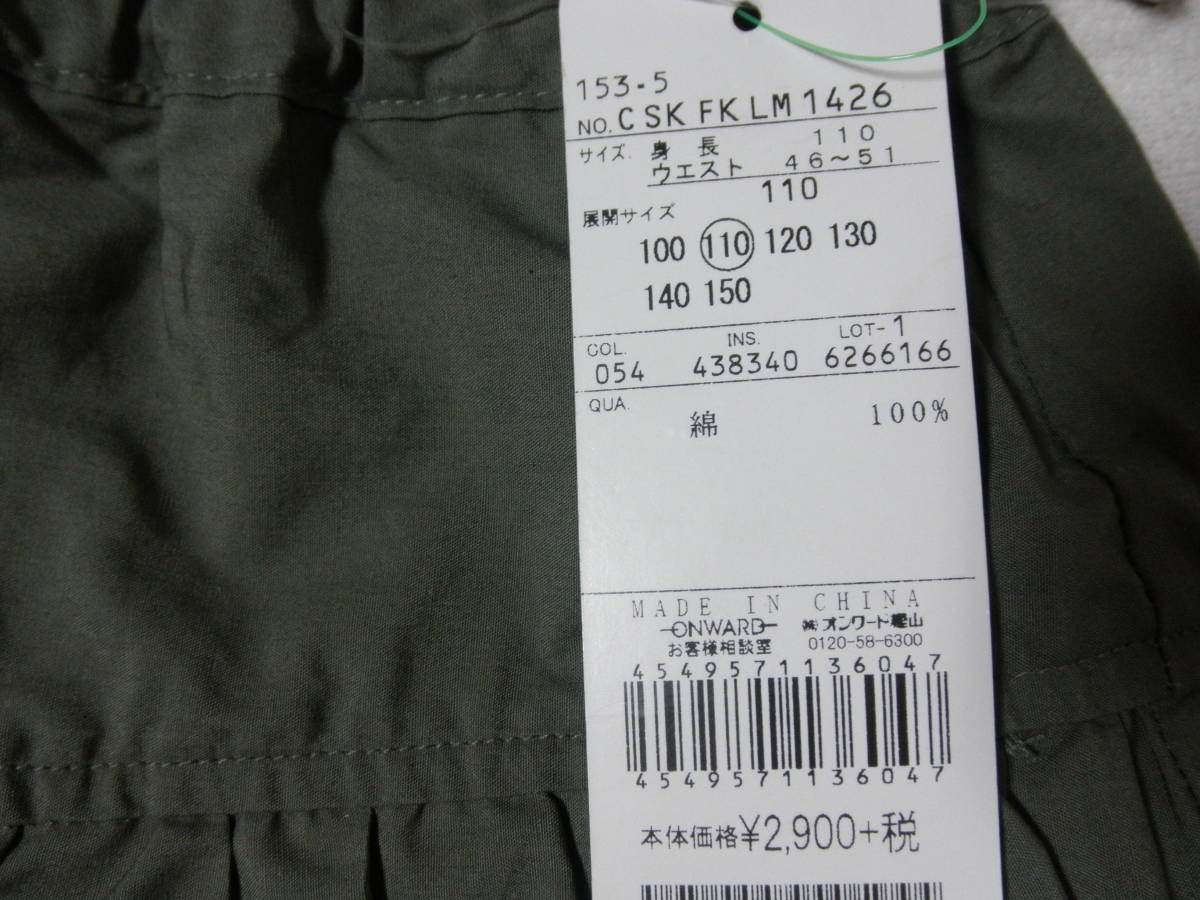 153-5
NO. CSK FK LM 1426
サイズ. 身長 110
ウエスト 46～51
110
展開サイズ
100 110 120 130
140 150
COL. INS. LOT-1
054 438340 6266166
QUA.
綿 100%
MADE IN CHINA
ONWARD ㈱オンワード樫山
お客様相談室 0120-58-6300
4549571136047
4549571136047
本体価格¥2,900+税